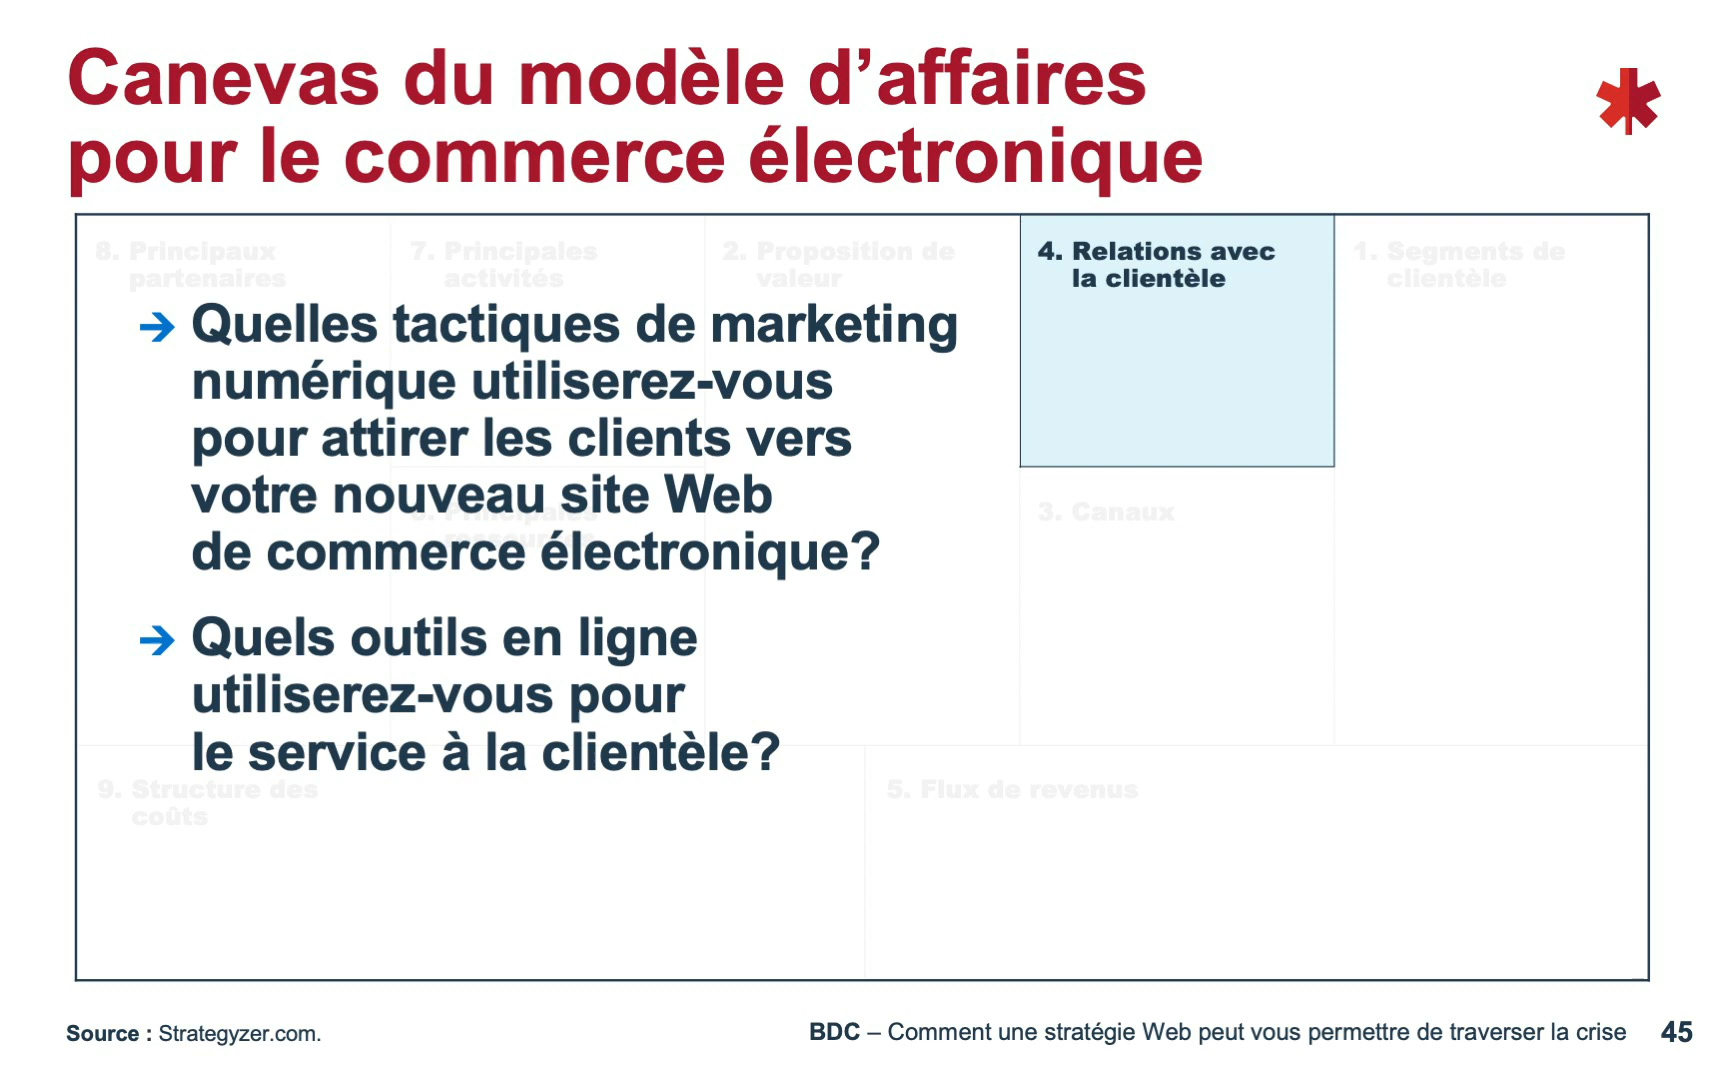 Canevas du modèle d’affaires
pour le commerce électronique
8. Principaux
partenaires
7. Principales
activités
2. Proposition de
valeur
4. Relations avec
la clientèle
1. Segments de
clientèle
➔ Quelles tactiques de marketing
numérique utiliserez-vous
pour attirer les clients vers
votre nouveau site Web
de commerce électronique?
Principales
3. Canaux
➔ Quels outils en ligne
utiliserez-vous pour
le service à la clientèle?
9. Structure des
coûts
5. Flux de revenus
Source : Strategyzer.com.
BDC – Comment une stratégie Web peut vous permettre de traverser la crise 45